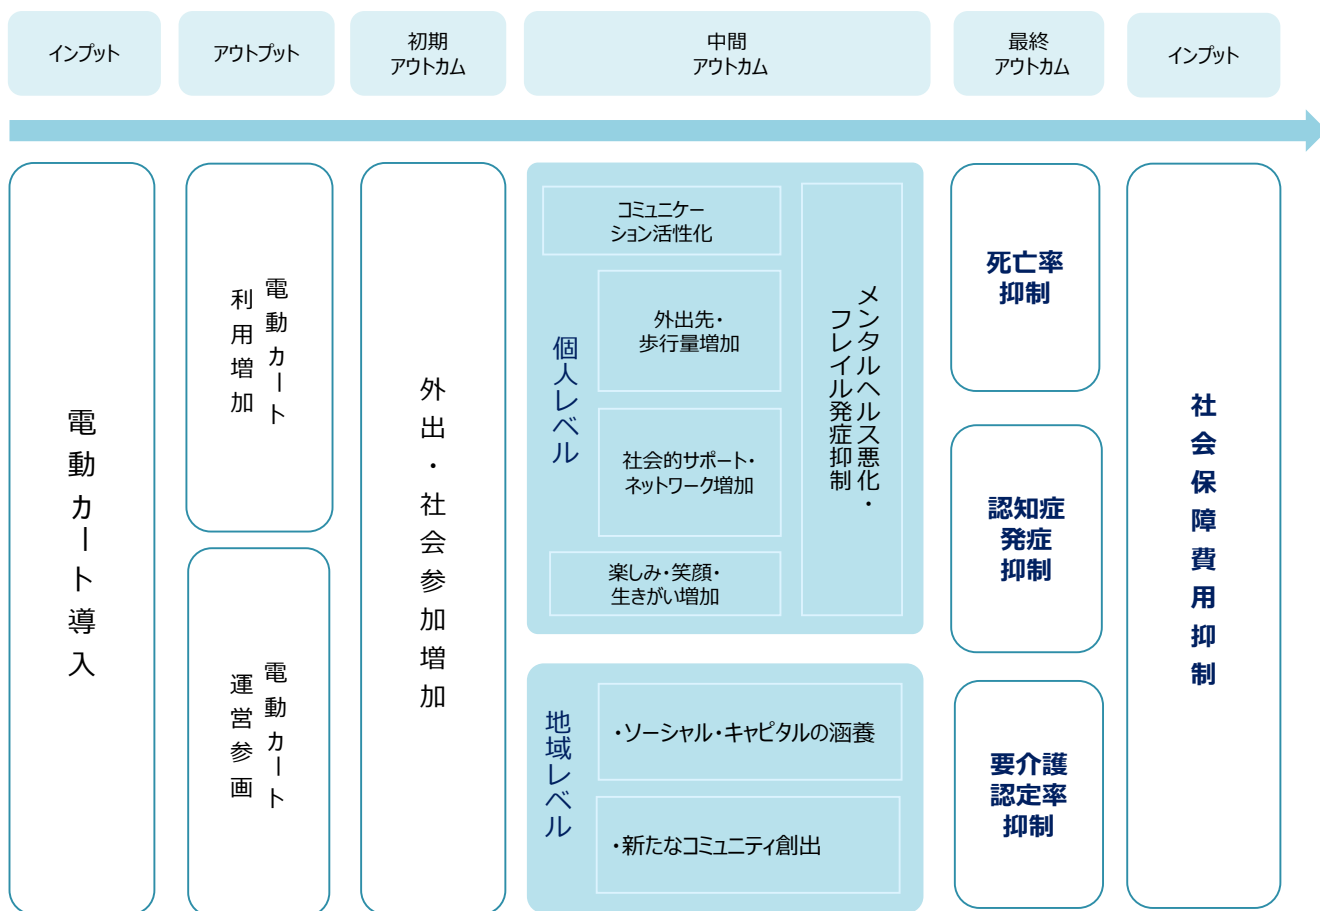 インプット
アウトプット
初期
アウトカム
中間
アウトカム
最終
アウトカム
インプット
電動カート導入
電動カート
利用増加
電動カート
運営参画
外出・社会参加増加
個人レベル
コミュニケー
ション活性化
外出先・
歩行量増加
社会的サポート・
ネットワーク増加
楽しみ・笑顔・
生きがい増加
メンタルヘルス悪化・
フレイル発症抑制
地域レベル
・ソーシャル・キャピタルの涵養
・新たなコミュニティ創出
死亡率
抑制
認知症
発症
抑制
要介護
認定率
抑制
社会保障費用抑制